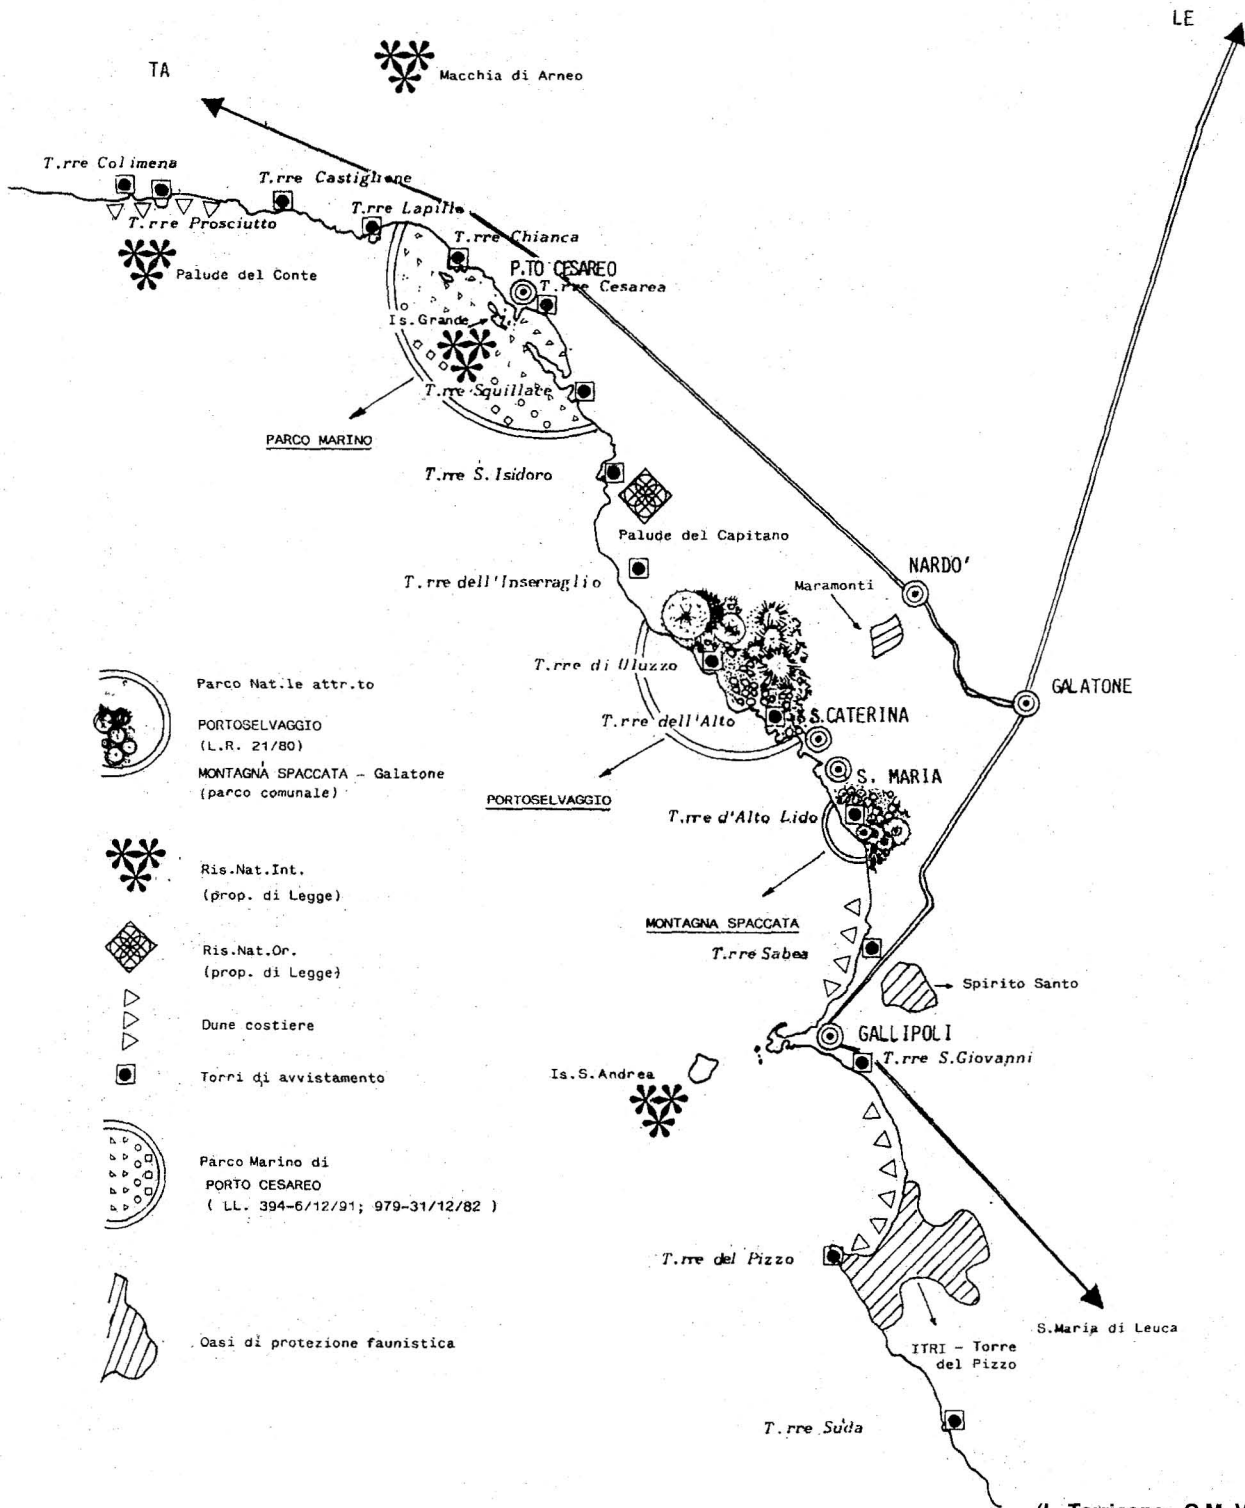 LE
TA
Macchia di Arneo
T.rre Colimena
T.rre Castiglione
T.rre Prosciutto
T.rre Lapillo
T.rre Chianca
Palude del Conte
P.TO CESAREO
T.rre Cesarea
Is.Grande
T.rre Squillace
PARCO MARINO
T.rre S.Isidoro
Palude del Capitano
NARDO'
T.rre dell'Inserraglio
Maramonti
T.rre di Uluzzo
GALATONE
Parco Nat.le attr.to
T.rre dell'Alto
S.CATERINA
PORTOSELVAGGIO
(L.R. 21/80)
MONTAGNA SPACCATA - Galatone
(parco comunale)
S. MARIA
PORTOSELVAGGIO
T.rre d'Alto Lido
Ris.Nat.Int.
(prop. di Legge)
MONTAGNA SPACCATA
T.rre Sabea
Ris.Nat.Or.
(prop. di Legge)
Spirito Santo
Dune costiere
GALLIPOLI
T.rre S.Giovanni
Torri di avvistamento
Is.S.Andrea
Parco Marino di
PORTO CESAREO
( LL. 394-6/12/91; 979-31/12/82 )
T.rre del Pizzo
S.Maria di Leuca
Oasi di protezione faunistica
ITRI - Torre
del Pizzo
T.rre Suda